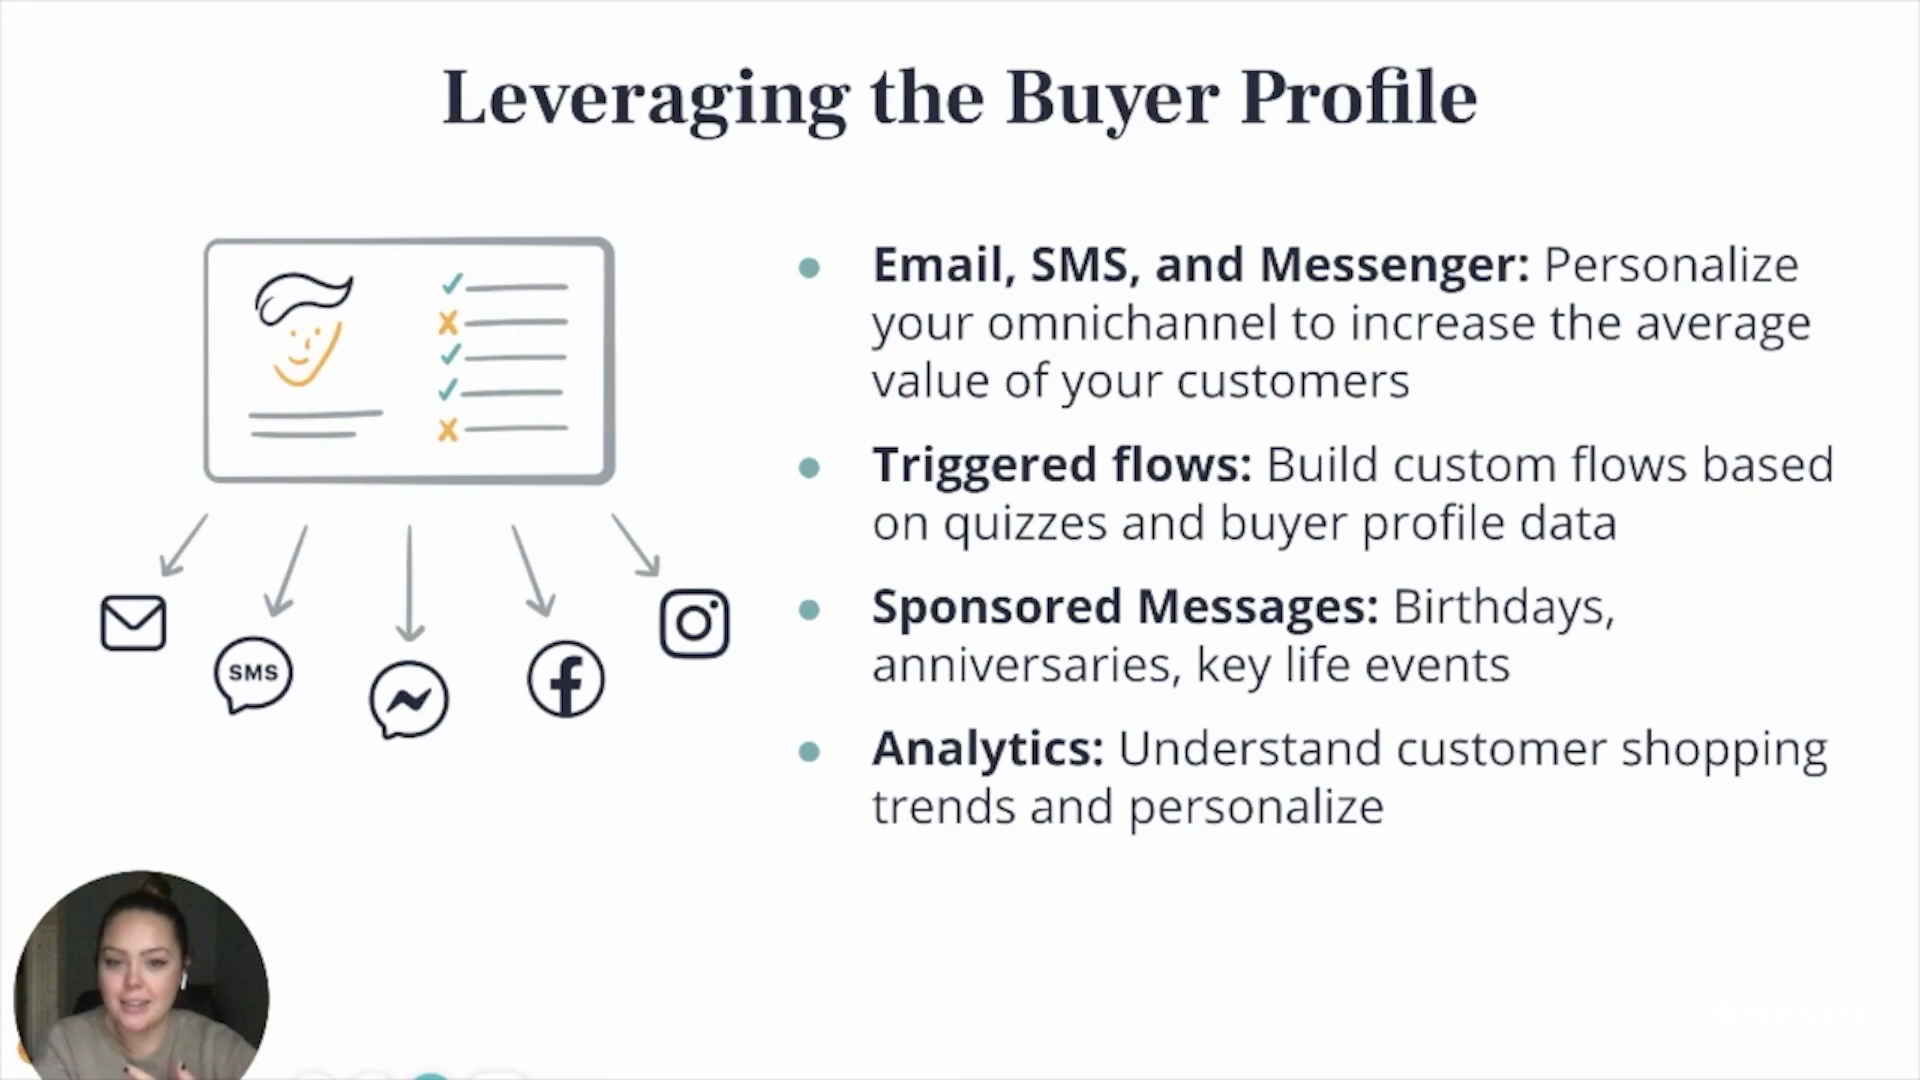 Leveraging the Buyer Profile
Email, SMS, and Messenger: Personalize
your omnichannel to increase the average
value of your customers
Triggered flows: Build custom flows based
on quizzes and buyer profile data
Sponsored Messages: Birthdays,
anniversaries, key life events
Analytics: Understand customer shopping
trends and personalize
SMS